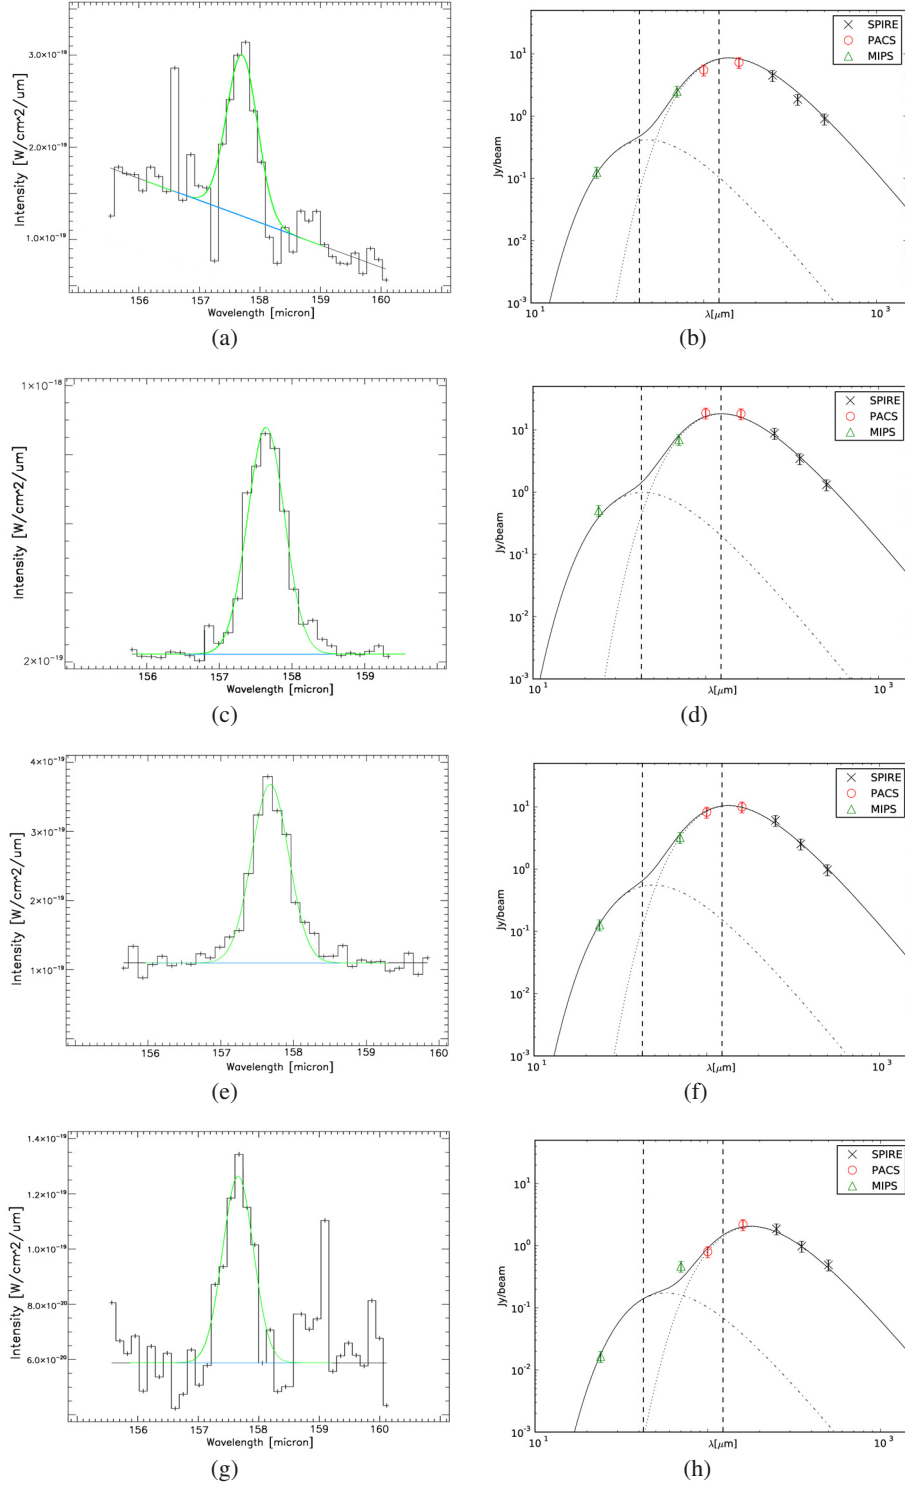 3.0×10⁻¹⁹
2.0×10⁻¹⁹
1.0×10⁻¹⁹
Intensity [W/cm^2/um]
156 157 158 159 160
Wavelength [micron]
(a)
10² 
10¹
10⁰
10⁻¹
10⁻²
10⁻³
Jy/beam
SPIRE
PACS
MIPS
10¹ λ[μm] 10³
(b)
1×10⁻¹⁸
2×10⁻¹⁹
Intensity [W/cm^2/um]
156 157 158 159
Wavelength [micron]
(c)
10¹
10⁰
10⁻¹
10⁻²
10⁻³
Jy/beam
SPIRE
PACS
MIPS
10¹ λ[μm] 10³
(d)
4×10⁻¹⁹
3×10⁻¹⁹
2×10⁻¹⁹
1×10⁻¹⁹
Intensity [W/cm^2/um]
156 157 158 159 160
Wavelength [micron]
(e)
10¹
10⁰
10⁻¹
10⁻²
10⁻³
Jy/beam
SPIRE
PACS
MIPS
10¹ λ[μm] 10³
(f)
1.4×10⁻¹⁹
1.2×10⁻¹⁹
1.0×10⁻¹⁹
8.0×10⁻²⁰
6.0×10⁻²⁰
Intensity [W/cm^2/um]
156 157 158 159 160
Wavelength [micron]
(g)
10¹
10⁰
10⁻¹
10⁻²
10⁻³
Jy/beam
SPIRE
PACS
MIPS
10¹ λ[μm] 10³
(h)